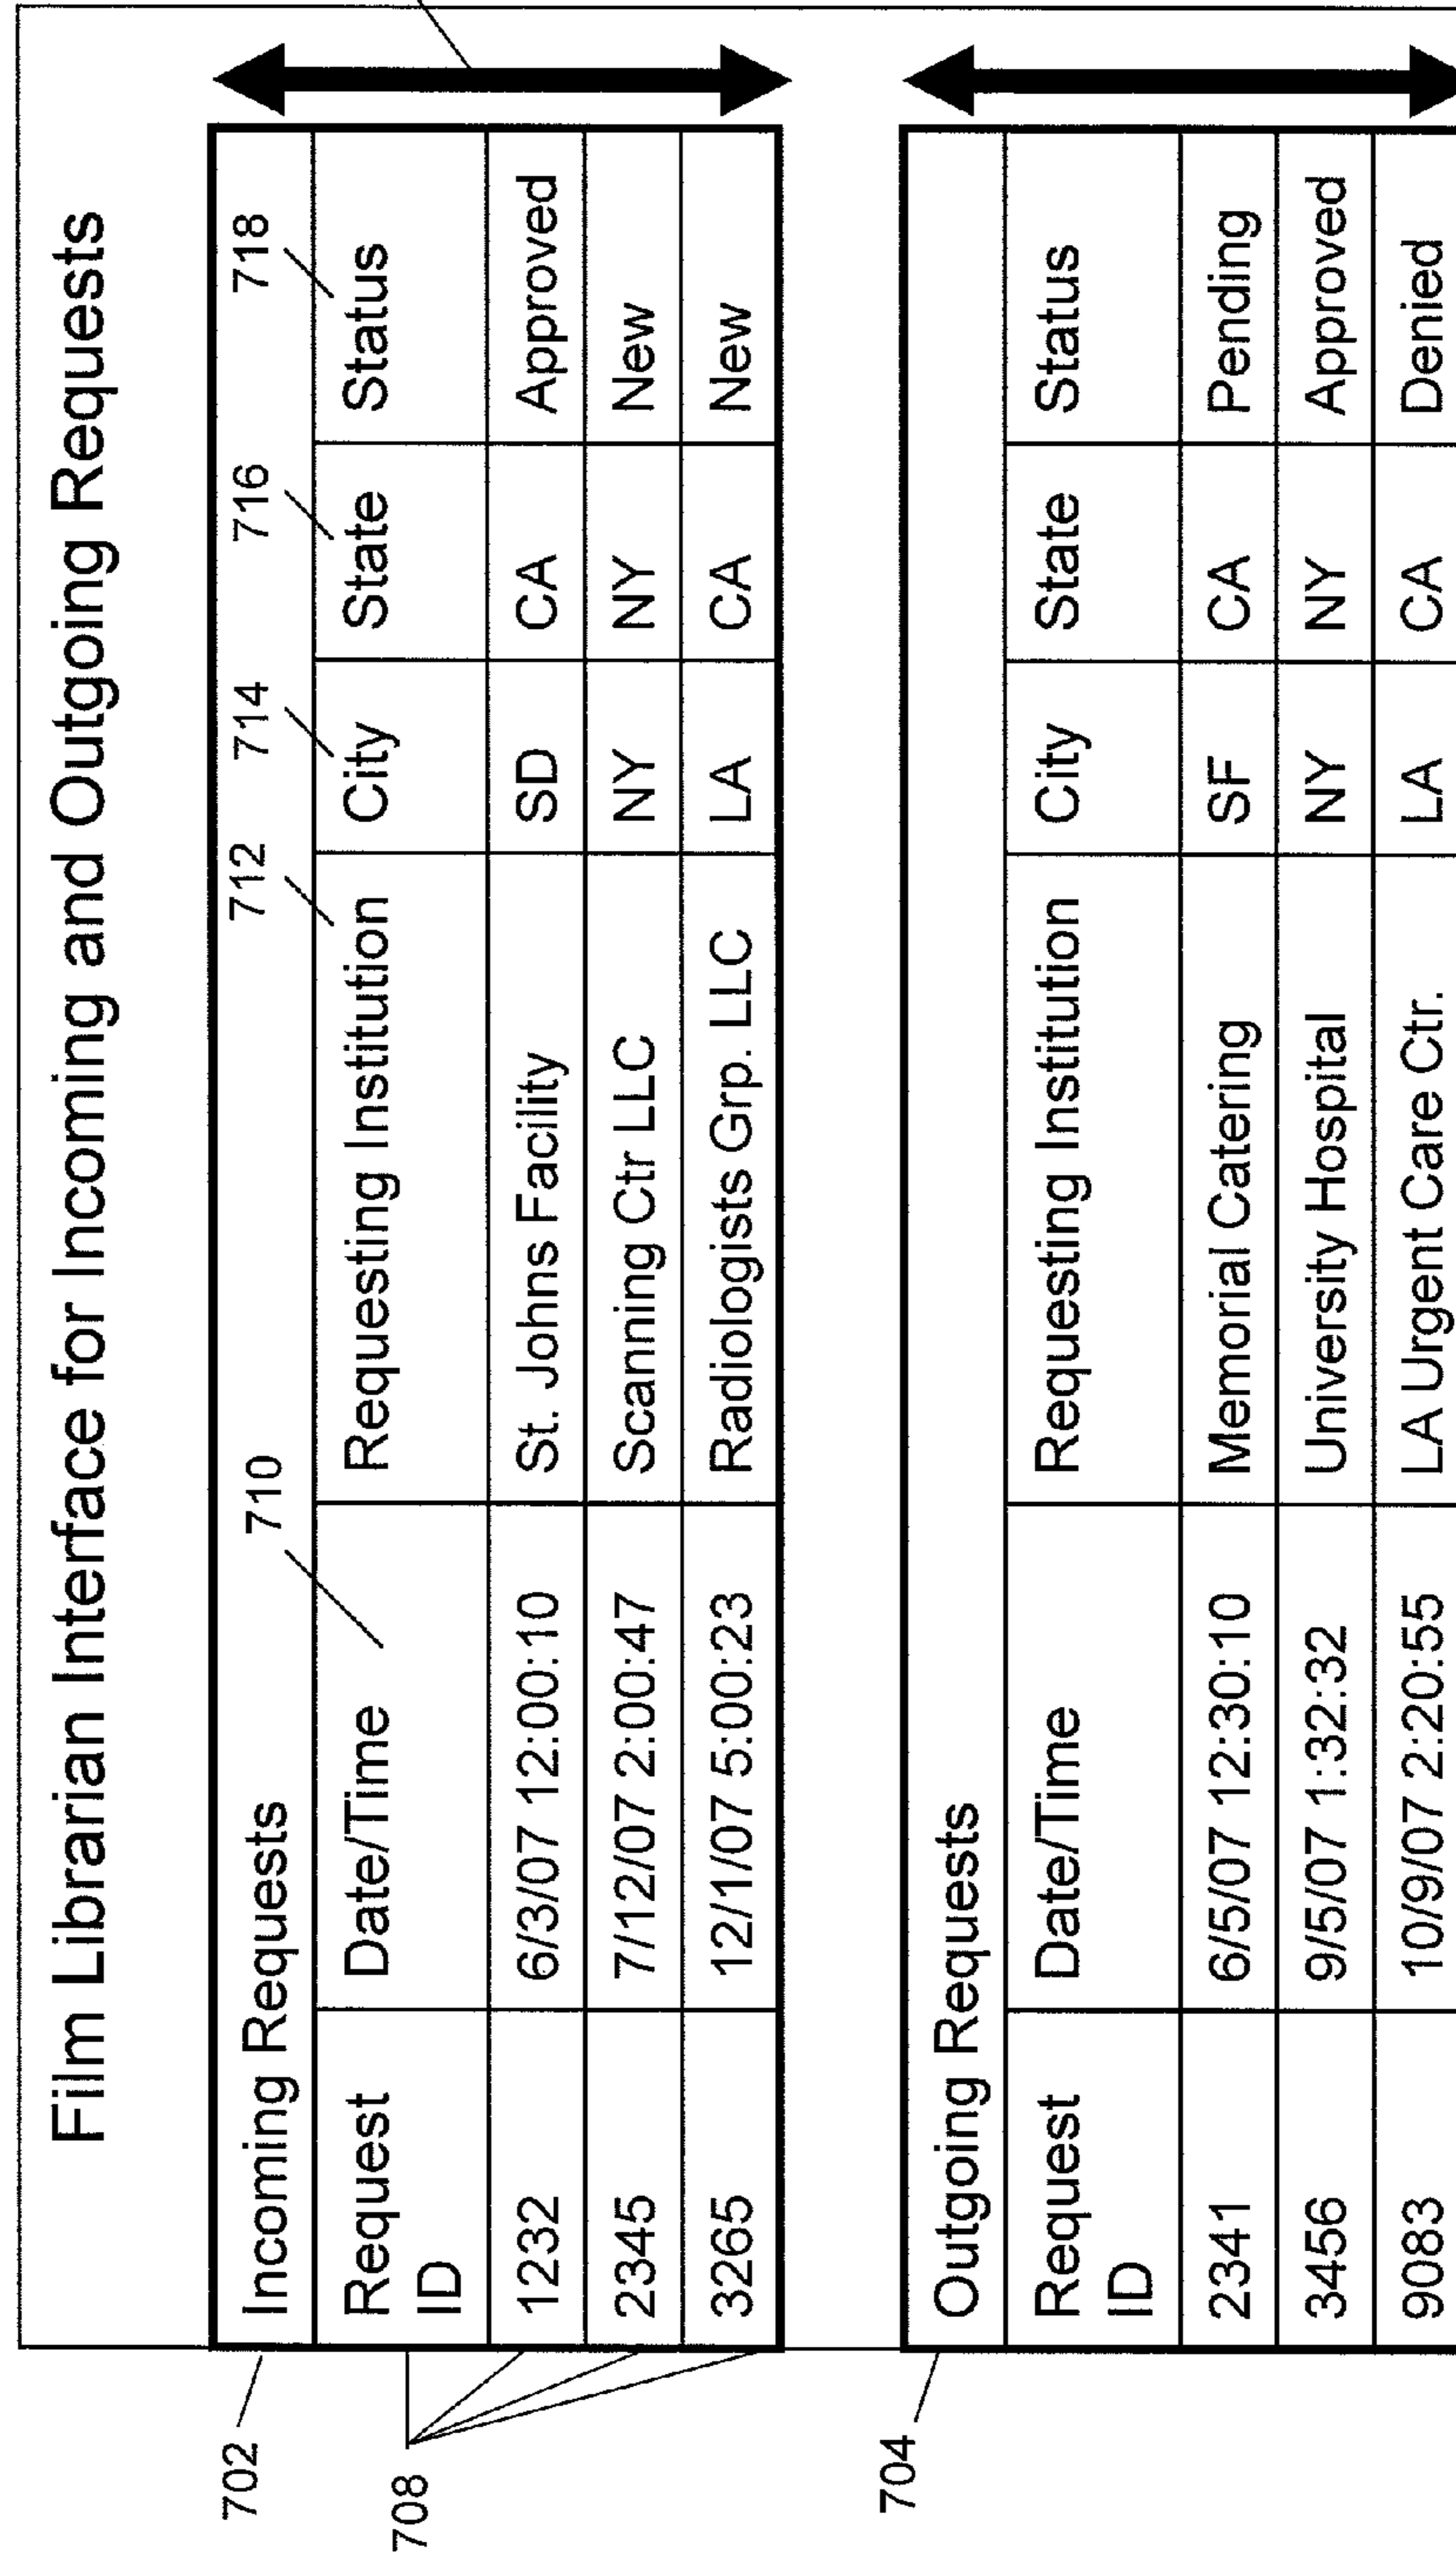 Film Librarian Interface for Incoming and Outgoing Requests
702
Incoming Requests 710 712 714 716 718
708
Request ID Date/Time Requesting Institution City State Status
1232 6/3/07 12:00:10 St. Johns Facility SD CA Approved
2345 7/12/07 2:00:47 Scanning Ctr LLC NY NY New
3265 12/1/07 5:00:23 Radiologists Grp. LLC LA CA New
704
Outgoing Requests
Request ID Date/Time Requesting Institution City State Status
2341 6/5/07 12:30:10 Memorial Catering SF CA Pending
3456 9/5/07 1:32:32 University Hospital NY NY Approved
9083 10/9/07 2:20:55 LA Urgent Care Ctr. LA CA Denied